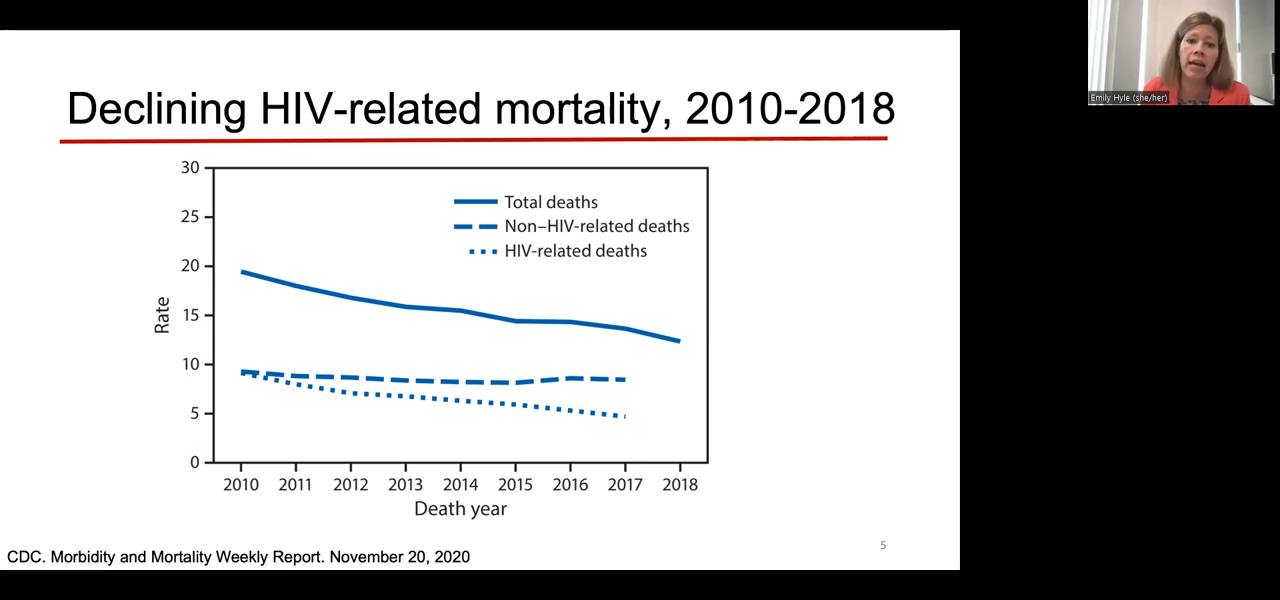 Declining HIV-related mortality, 2010-2018
30
25
20
15
10
5
0
Rate
Total deaths
Non–HIV-related deaths
HIV-related deaths
2010 2011 2012 2013 2014 2015 2016 2017 2018
Death year
CDC. Morbidity and Mortality Weekly Report. November 20, 2020
5
Emily Hyle (she/her)